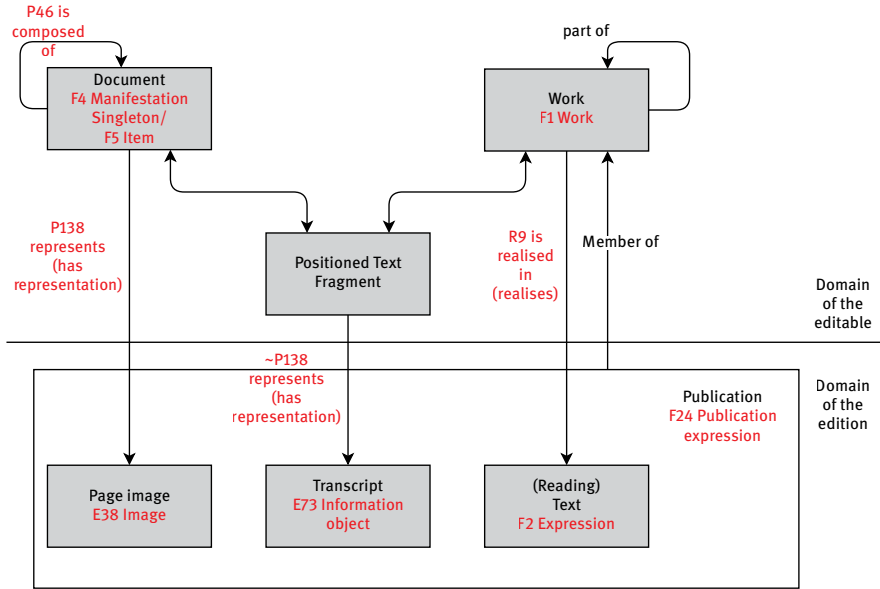 P46 is
composed
of
part of
Document
F4 Manifestation
Singleton/
F5 Item
Work
F1 Work
P138
represents
(has
representation)
Positioned Text
Fragment
R9 is
realised
in
(realises)
Member of
Domain
of the
editable
~P138
represents
(has
representation)
Publication
F24 Publication
expression
Domain
of the
edition
Page image
E38 Image
Transcript
E73 Information
object
(Reading)
Text
F2 Expression